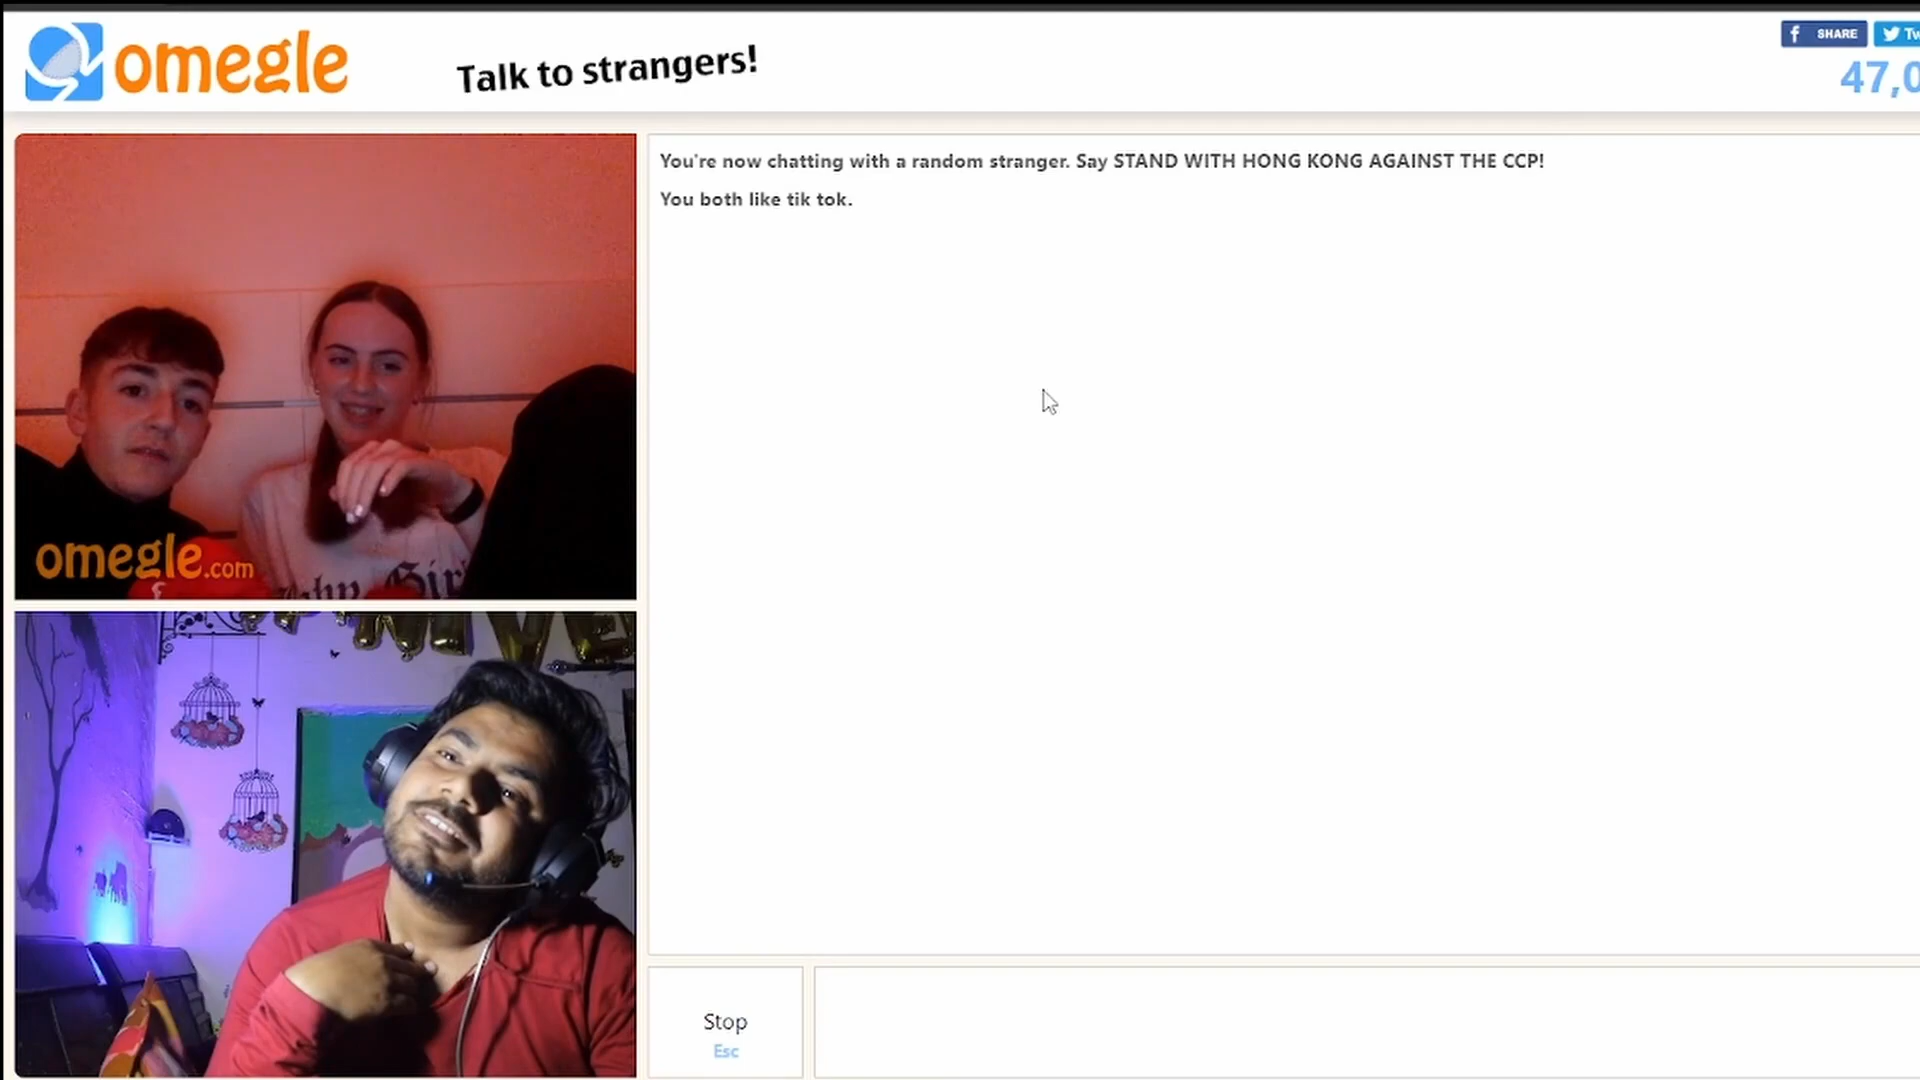 omegle
Talk to strangers!
SHARE
47,0
You're now chatting with a random stranger. Say STAND WITH HONG KONG AGAINST THE CCP!
You both like tik tok.
omegle.com
Stop
Esc